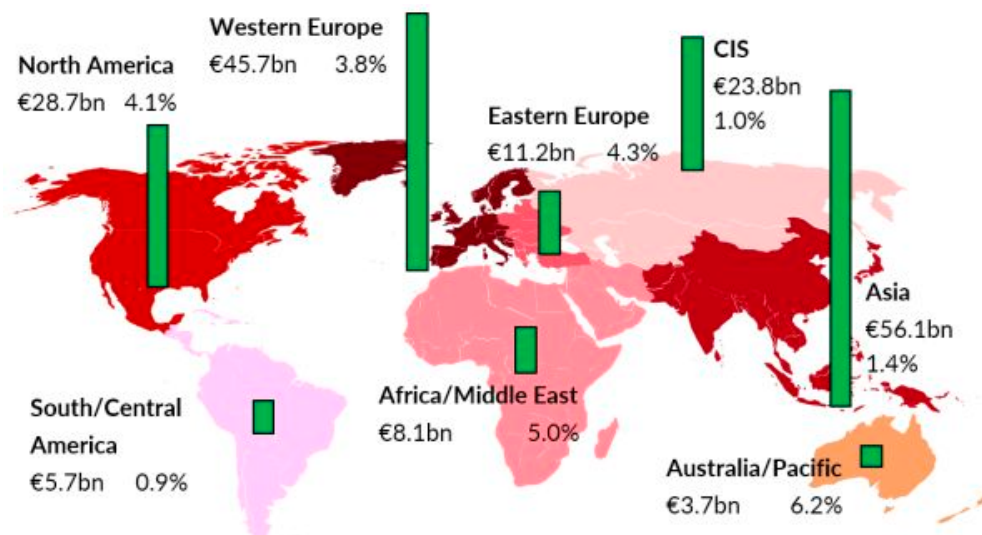 Western Europe
€45.7bn 3.8%
North America
€28.7bn 4.1%
CIS
€23.8bn
1.0%
Eastern Europe
€11.2bn 4.3%
Asia
€56.1bn
1.4%
Africa/Middle East
€8.1bn 5.0%
South/Central
America
€5.7bn 0.9%
Australia/Pacific
€3.7bn 6.2%